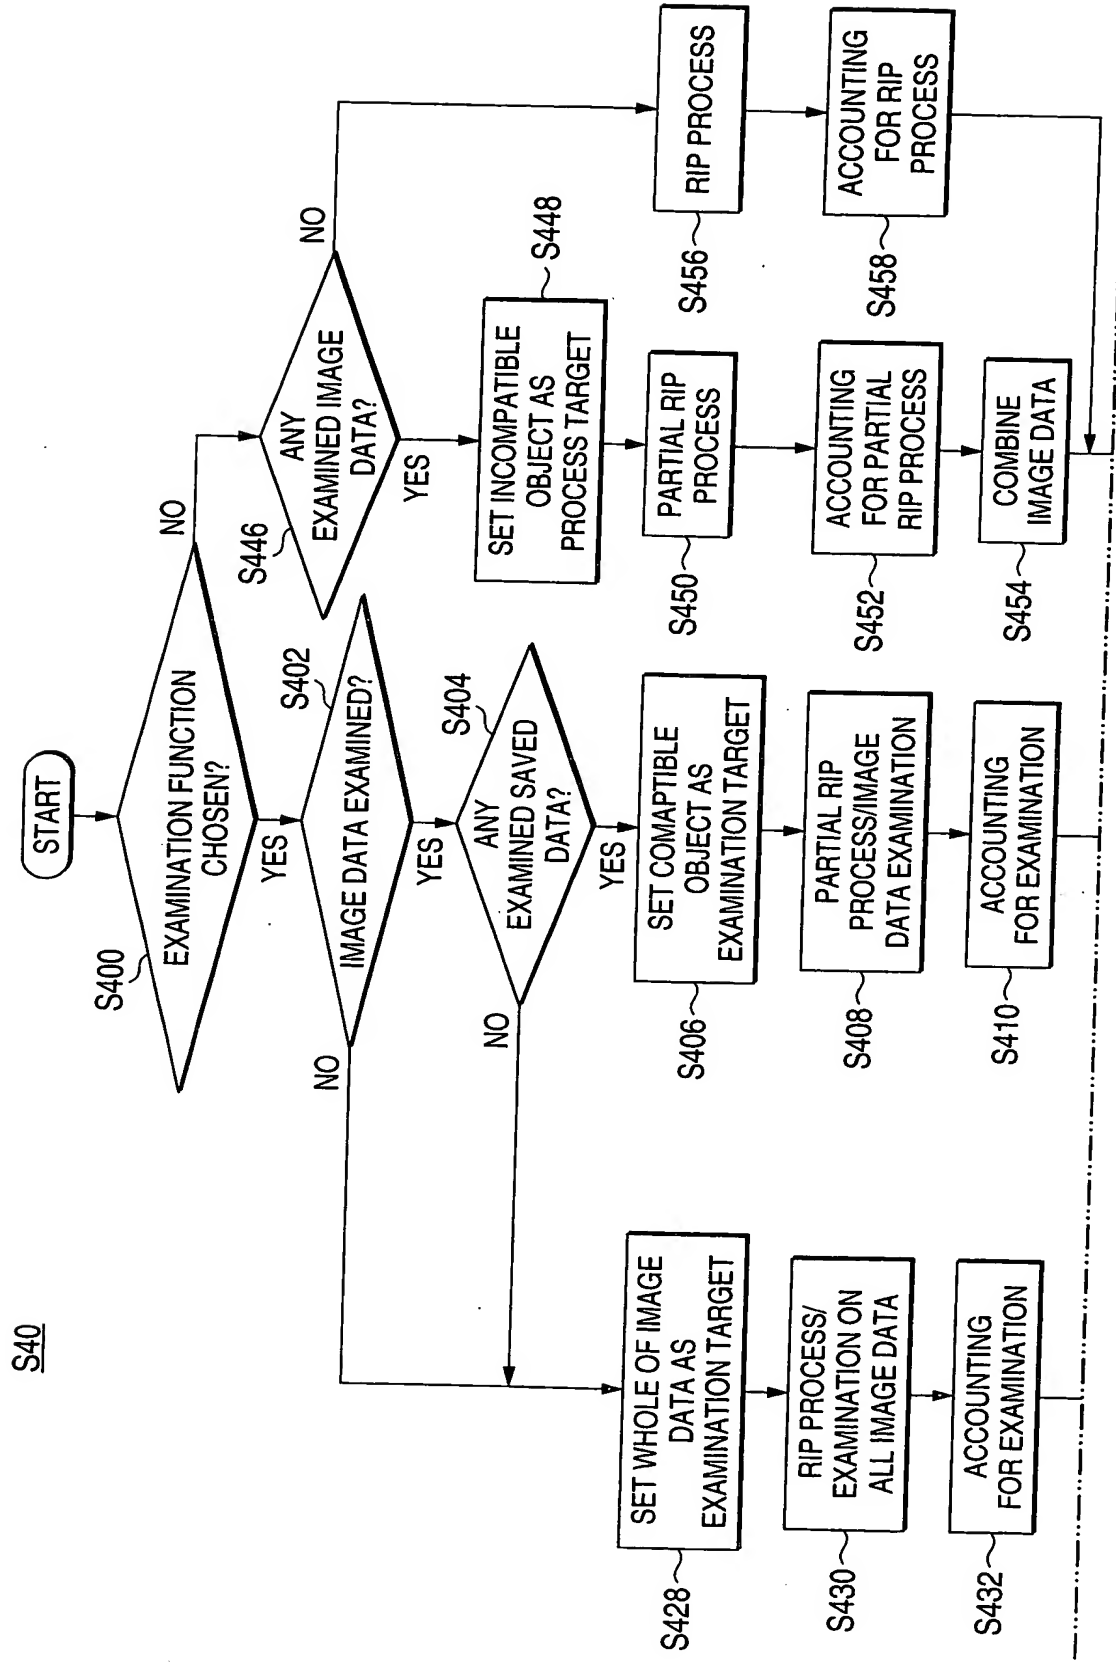 S40
START
S400
EXAMINATION FUNCTION
CHOSEN?
NO
YES
S402
IMAGE DATA EXAMINED?
NO
YES
S404
ANY
EXAMINED SAVED
DATA?
NO
YES
S406
SET COMAPTIBLE
OBJECT AS
EXAMINATION TARGET
S408
PARTIAL RIP
PROCESS/IMAGE
DATA EXAMINATION
S410
ACCOUNTING
FOR EXAMINATION
S428
SET WHOLE OF IMAGE
DATA AS
EXAMINATION TARGET
S430
RIP PROCESS/
EXAMINATION ON
ALL IMAGE DATA
S432
ACCOUNTING
FOR EXAMINATION
S446
ANY
EXAMINED IMAGE
DATA?
NO
YES
S448
SET INCOMPATIBLE
OBJECT AS
PROCESS TARGET
S450
PARTIAL RIP
PROCESS
S452
ACCOUNTING
FOR PARTIAL
RIP PROCESS
S454
COMBINE
IMAGE DATA
S456
RIP PROCESS
S458
ACCOUNTING
FOR RIP
PROCESS